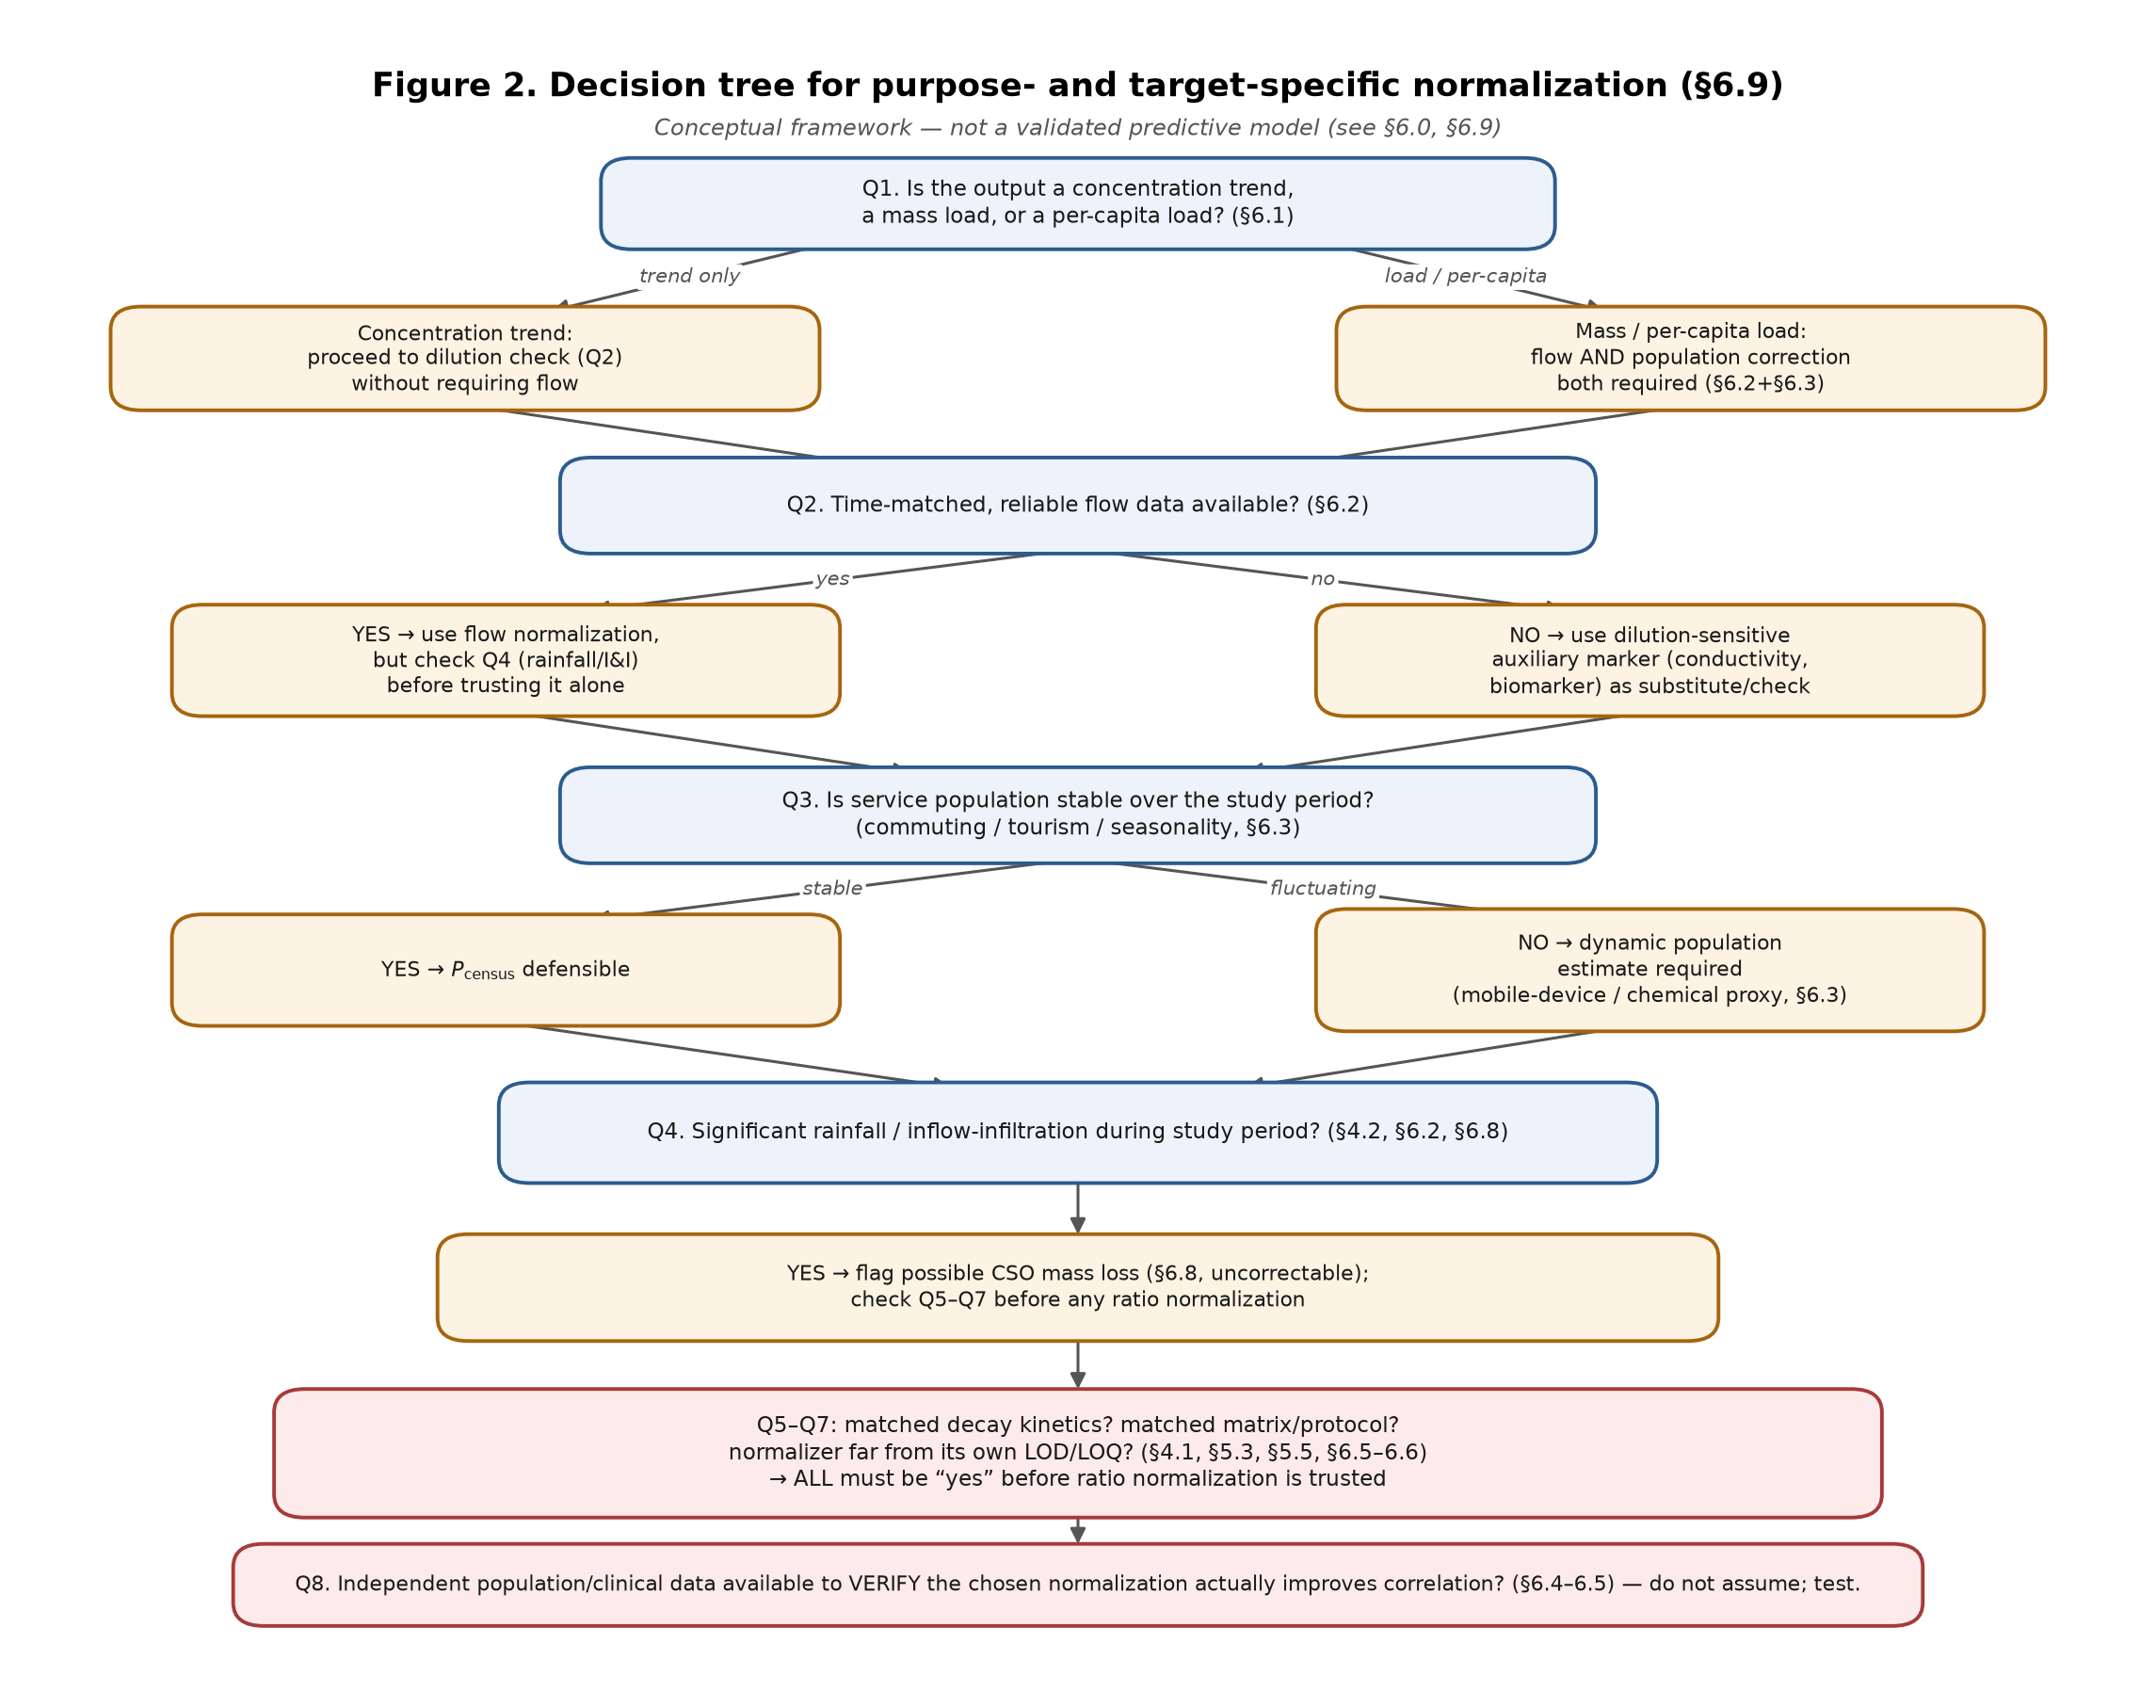 Figure 2. Decision tree for purpose- and target-specific normalization (§6.9)
Conceptual framework — not a validated predictive model (see §6.0, §6.9)
Q1. Is the output a concentration trend,
a mass load, or a per-capita load? (§6.1)
trend only
load / per-capita
Concentration trend:
proceed to dilution check (Q2)
without requiring flow
Mass / per-capita load:
flow AND population correction
both required (§6.2+§6.3)
Q2. Time-matched, reliable flow data available? (§6.2)
yes
no
YES → use flow normalization,
but check Q4 (rainfall/I&I)
before trusting it alone
NO → use dilution-sensitive
auxiliary marker (conductivity,
biomarker) as substitute/check
Q3. Is service population stable over the study period?
(commuting / tourism / seasonality, §6.3)
stable
fluctuating
YES → Pcensus defensible
NO → dynamic population
estimate required
(mobile-device / chemical proxy, §6.3)
Q4. Significant rainfall / inflow-infiltration during study period? (§4.2, §6.2, §6.8)
YES → flag possible CSO mass loss (§6.8, uncorrectable);
check Q5–Q7 before any ratio normalization
Q5–Q7: matched decay kinetics? matched matrix/protocol?
normalizer far from its own LOD/LOQ? (§4.1, §5.3, §5.5, §6.5–6.6)
→ ALL must be “yes” before ratio normalization is trusted
Q8. Independent population/clinical data available to VERIFY the chosen normalization actually improves correlation? (§6.4–6.5) — do not assume; test.